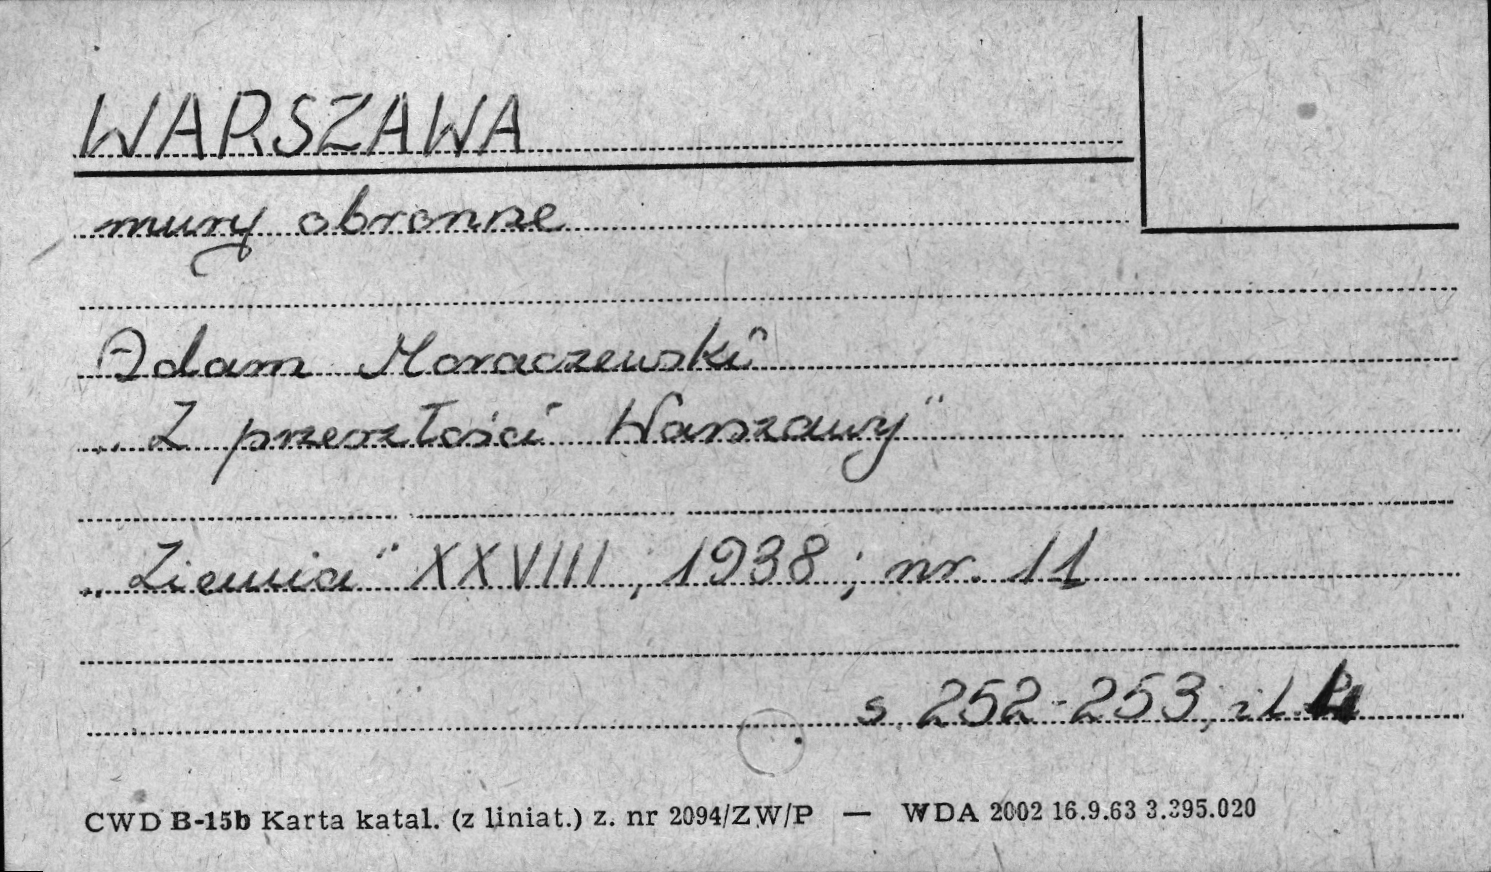 WARSZAWA
mury obronne
Adam Moraczewski
„Z przeszłości Warszawy"
„Ziemia" XXVIII, 1938; nr. 11
s. 252-253, il. 4
CWD B-15b Karta katal. (z liniat.) z. nr 2094/ZW/P — WDA 2002 16.9.63 3.395.020